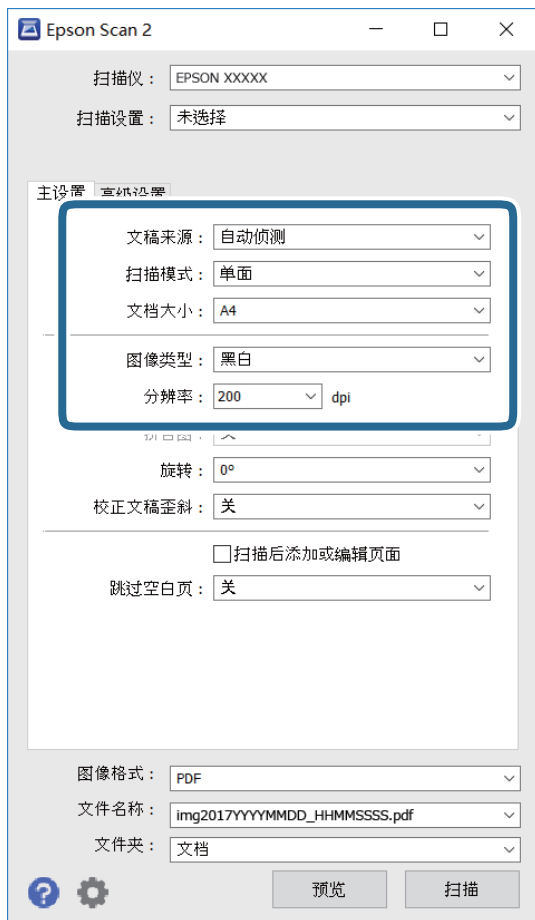 Epson Scan 2
扫描仪： EPSON XXXXX
扫描设置： 未选择
主设置 高级设置
文稿来源： 自动侦测
扫描模式： 单面
文档大小： A4
图像类型： 黑白
分辨率： 200 dpi
旋转： 0°
校正文稿歪斜： 关
扫描后添加或编辑页面
跳过空白页： 关
图像格式： PDF
文件名称： img2017YYYYMMDD_HHMMSSSS.pdf
文件夹： 文档
? 预览 扫描